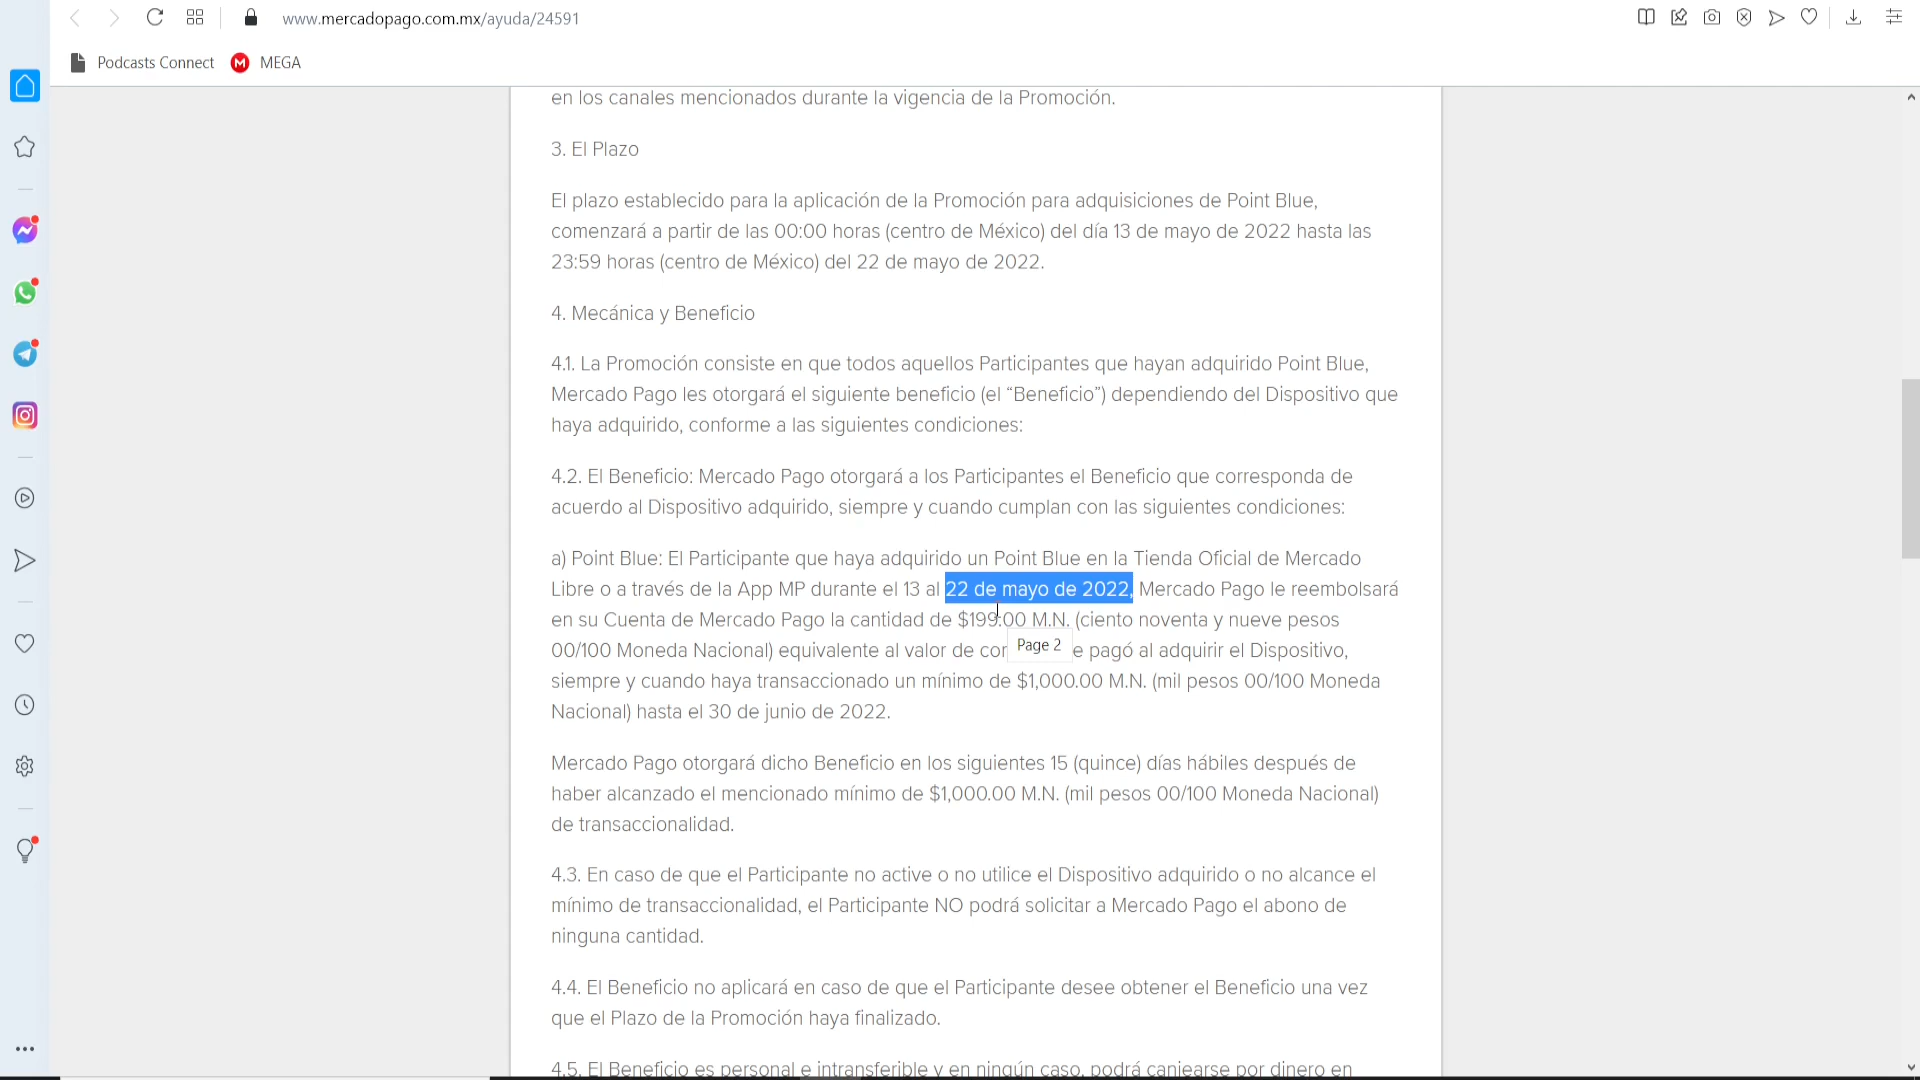 www.mercadopago.com.mx/ayuda/24591
Podcasts Connect MEGA
en los canales mencionados durante la vigencia de la Promoción.
3. El Plazo
El plazo establecido para la aplicación de la Promoción para adquisiciones de Point Blue,
comenzará a partir de las 00:00 horas (centro de México) del día 13 de mayo de 2022 hasta las
23:59 horas (centro de México) del 22 de mayo de 2022.
4. Mecánica y Beneficio
4.1. La Promoción consiste en que todos aquellos Participantes que hayan adquirido Point Blue,
Mercado Pago les otorgará el siguiente beneficio (el “Beneficio”) dependiendo del Dispositivo que
haya adquirido, conforme a las siguientes condiciones:
4.2. El Beneficio: Mercado Pago otorgará a los Participantes el Beneficio que corresponda de
acuerdo al Dispositivo adquirido, siempre y cuando cumplan con las siguientes condiciones:
a) Point Blue: El Participante que haya adquirido un Point Blue en la Tienda Oficial de Mercado
Libre o a través de la App MP durante el 13 al 22 de mayo de 2022, Mercado Pago le reembolsará
en su Cuenta de Mercado Pago la cantidad de $199.00 M.N. (ciento noventa y nueve pesos
00/100 Moneda Nacional) equivalente al valor de e pagó al adquirir el Dispositivo,
Page 2
siempre y cuando haya transaccionado un mínimo de $1,000.00 M.N. (mil pesos 00/100 Moneda
Nacional) hasta el 30 de junio de 2022.
Mercado Pago otorgará dicho Beneficio en los siguientes 15 (quince) días hábiles después de
haber alcanzado el mencionado mínimo de $1,000.00 M.N. (mil pesos 00/100 Moneda Nacional)
de transaccionalidad.
4.3. En caso de que el Participante no active o no utilice el Dispositivo adquirido o no alcance el
mínimo de transaccionalidad, el Participante NO podrá solicitar a Mercado Pago el abono de
ninguna cantidad.
4.4. El Beneficio no aplicará en caso de que el Participante desee obtener el Beneficio una vez
que el Plazo de la Promoción haya finalizado.
4.5. El Beneficio es personal e intransferible y en ningún caso, podrá canjearse por dinero en